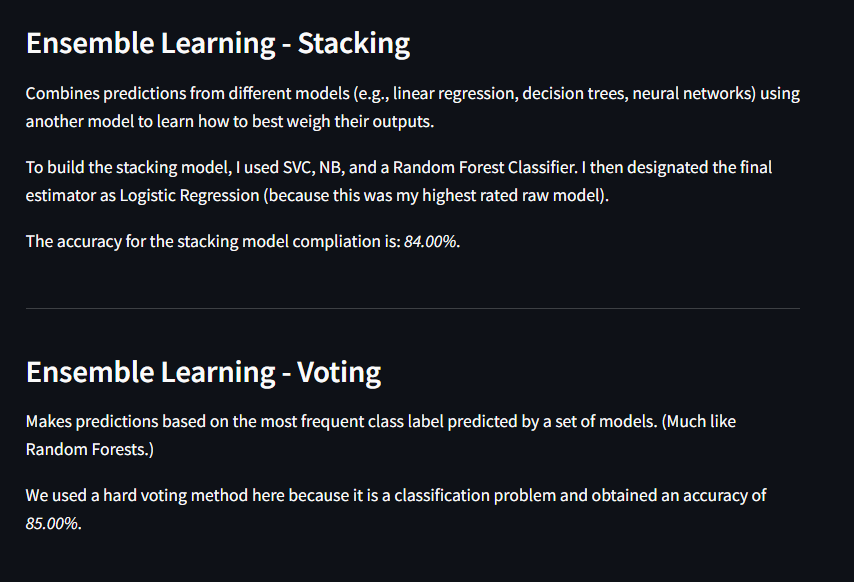 Ensemble Learning - Stacking
Combines predictions from different models (e.g., linear regression, decision trees, neural networks) using
another model to learn how to best weigh their outputs.
To build the stacking model, I used SVC, NB, and a Random Forest Classifier. I then designated the final
estimator as Logistic Regression (because this was my highest rated raw model).
The accuracy for the stacking model compliation is: 84.00%.
Ensemble Learning - Voting
Makes predictions based on the most frequent class label predicted by a set of models. (Much like
Random Forests.)
We used a hard voting method here because it is a classification problem and obtained an accuracy of
85.00%.